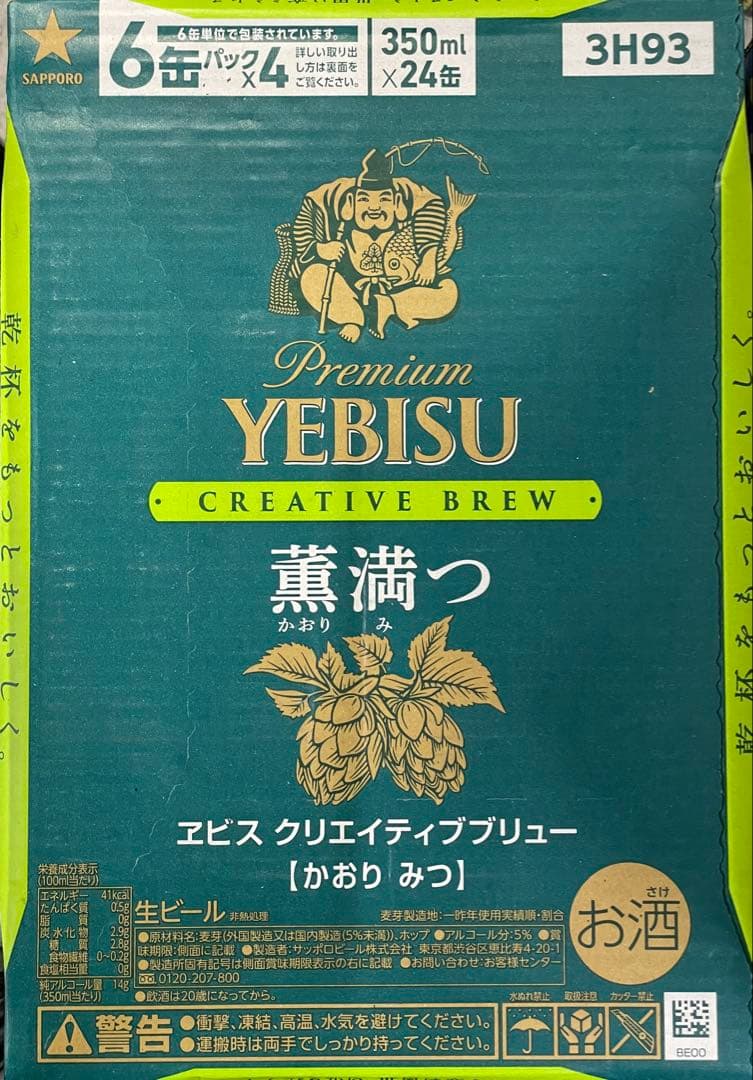 SAPPORO
6缶単位で包装されています。
6缶パック×4
詳しい取り出
し方は裏面を
ご覧ください。
350ml
×24缶
3H93
Premium
YEBISU
・CREATIVE BREW・
薫満つ
かおり み
ヱビス クリエイティブブリュー
【かおり みつ】
乾杯をもっとおいしく。
乾杯をもっとおいしく。
栄養成分表示
(100ml当たり)
エネルギー 41kcal
たんぱく質 0.5g
脂質 0g
炭水化物 2.9g
糖質 2.8g
食物繊維 0~0.2g
食塩相当量 0g
純アルコール量 14g
(350ml当たり)
生ビール 非熱処理 麦芽製造地:一昨年使用実績順・割合
●原材料名:麦芽(外国製造又は国内製造(5%未満))、ホップ ●アルコール分:5% ●賞
味期限:側面に記載 ●製造者:サッポロビール株式会社 東京都渋谷区恵比寿4-20-1
●製造所固有記号は側面賞味期限表示の右に記載 ●お問い合わせ:お客様センター
0120-207-800
●飲酒は20歳になってから。
さけ
お酒
警告
●衝撃、凍結、高温、水気を避けてください。
●運搬時は両手でしっかり持ってください。
水ぬれ禁止 取扱注意 カッター禁止
BE00